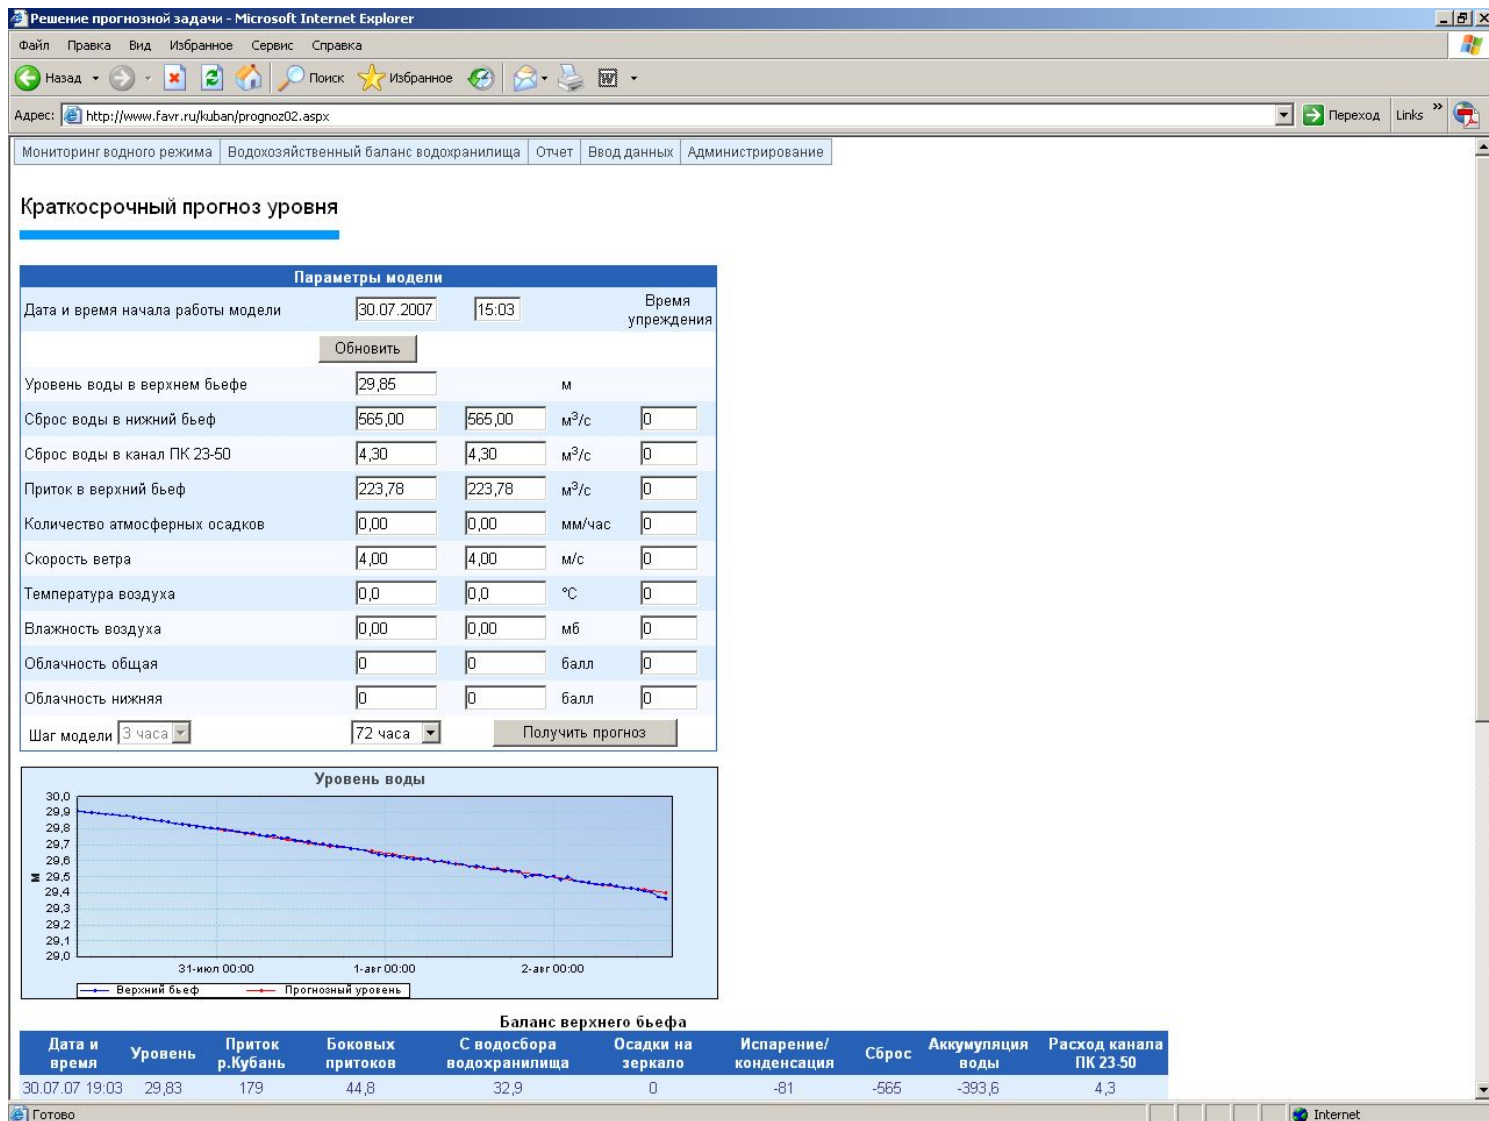 Решение прогнозной задачи - Microsoft Internet Explorer
Файл Правка Вид Избранное Сервис Справка
Назад Поиск Избранное
Адрес: http://www.favr.ru/kuban/prognoz02.aspx Переход Links »
Мониторинг водного режима Водохозяйственный баланс водохранилища Отчет Ввод данных Администрирование
Краткосрочный прогноз уровня
Параметры модели
Дата и время начала работы модели 30.07.2007 15:03 Время
упреждения
Обновить
Уровень воды в верхнем бьефе 29,85 м
Сброс воды в нижний бьеф 565,00 565,00 м³/с 0
Сброс воды в канал ПК 23-50 4,30 4,30 м³/с 0
Приток в верхний бьеф 223,78 223,78 м³/с 0
Количество атмосферных осадков 0,00 0,00 мм/час 0
Скорость ветра 4,00 4,00 м/с 0
Температура воздуха 0,0 0,0 °C 0
Влажность воздуха 0,00 0,00 мб 0
Облачность общая 0 0 балл 0
Облачность нижняя 0 0 балл 0
Шаг модели 3 часа 72 часа Получить прогноз
Уровень воды
30,0
29,9
29,8
29,7
29,6
29,5
29,4
29,3
29,2
29,1
29,0
м
31-июл 00:00 1-авг 00:00 2-авг 00:00
Верхний бьеф Прогнозный уровень
Баланс верхнего бьефа
Дата и время Уровень Приток р.Кубань Боковых притоков С водосбора водохранилища Осадки на зеркало Испарение/ конденсация Сброс Аккумуляция воды Расход канала ПК 23-50
30.07.07 19:03 29,83 179 44,8 32,9 0 -81 -565 -393,6 4,3
Готово Internet